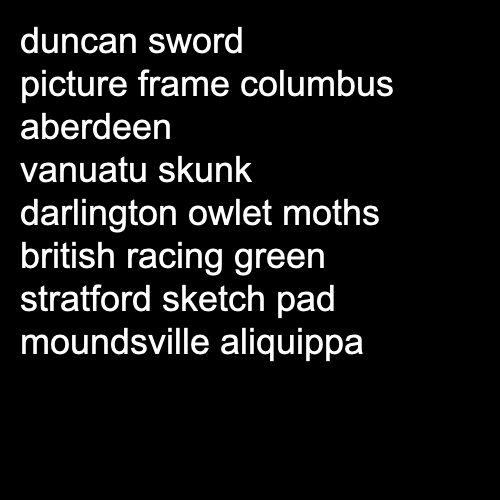 duncan sword
picture frame columbus
aberdeen
vanuatu skunk
darlington owlet moths
british racing green
stratford sketch pad
moundsville aliquippa